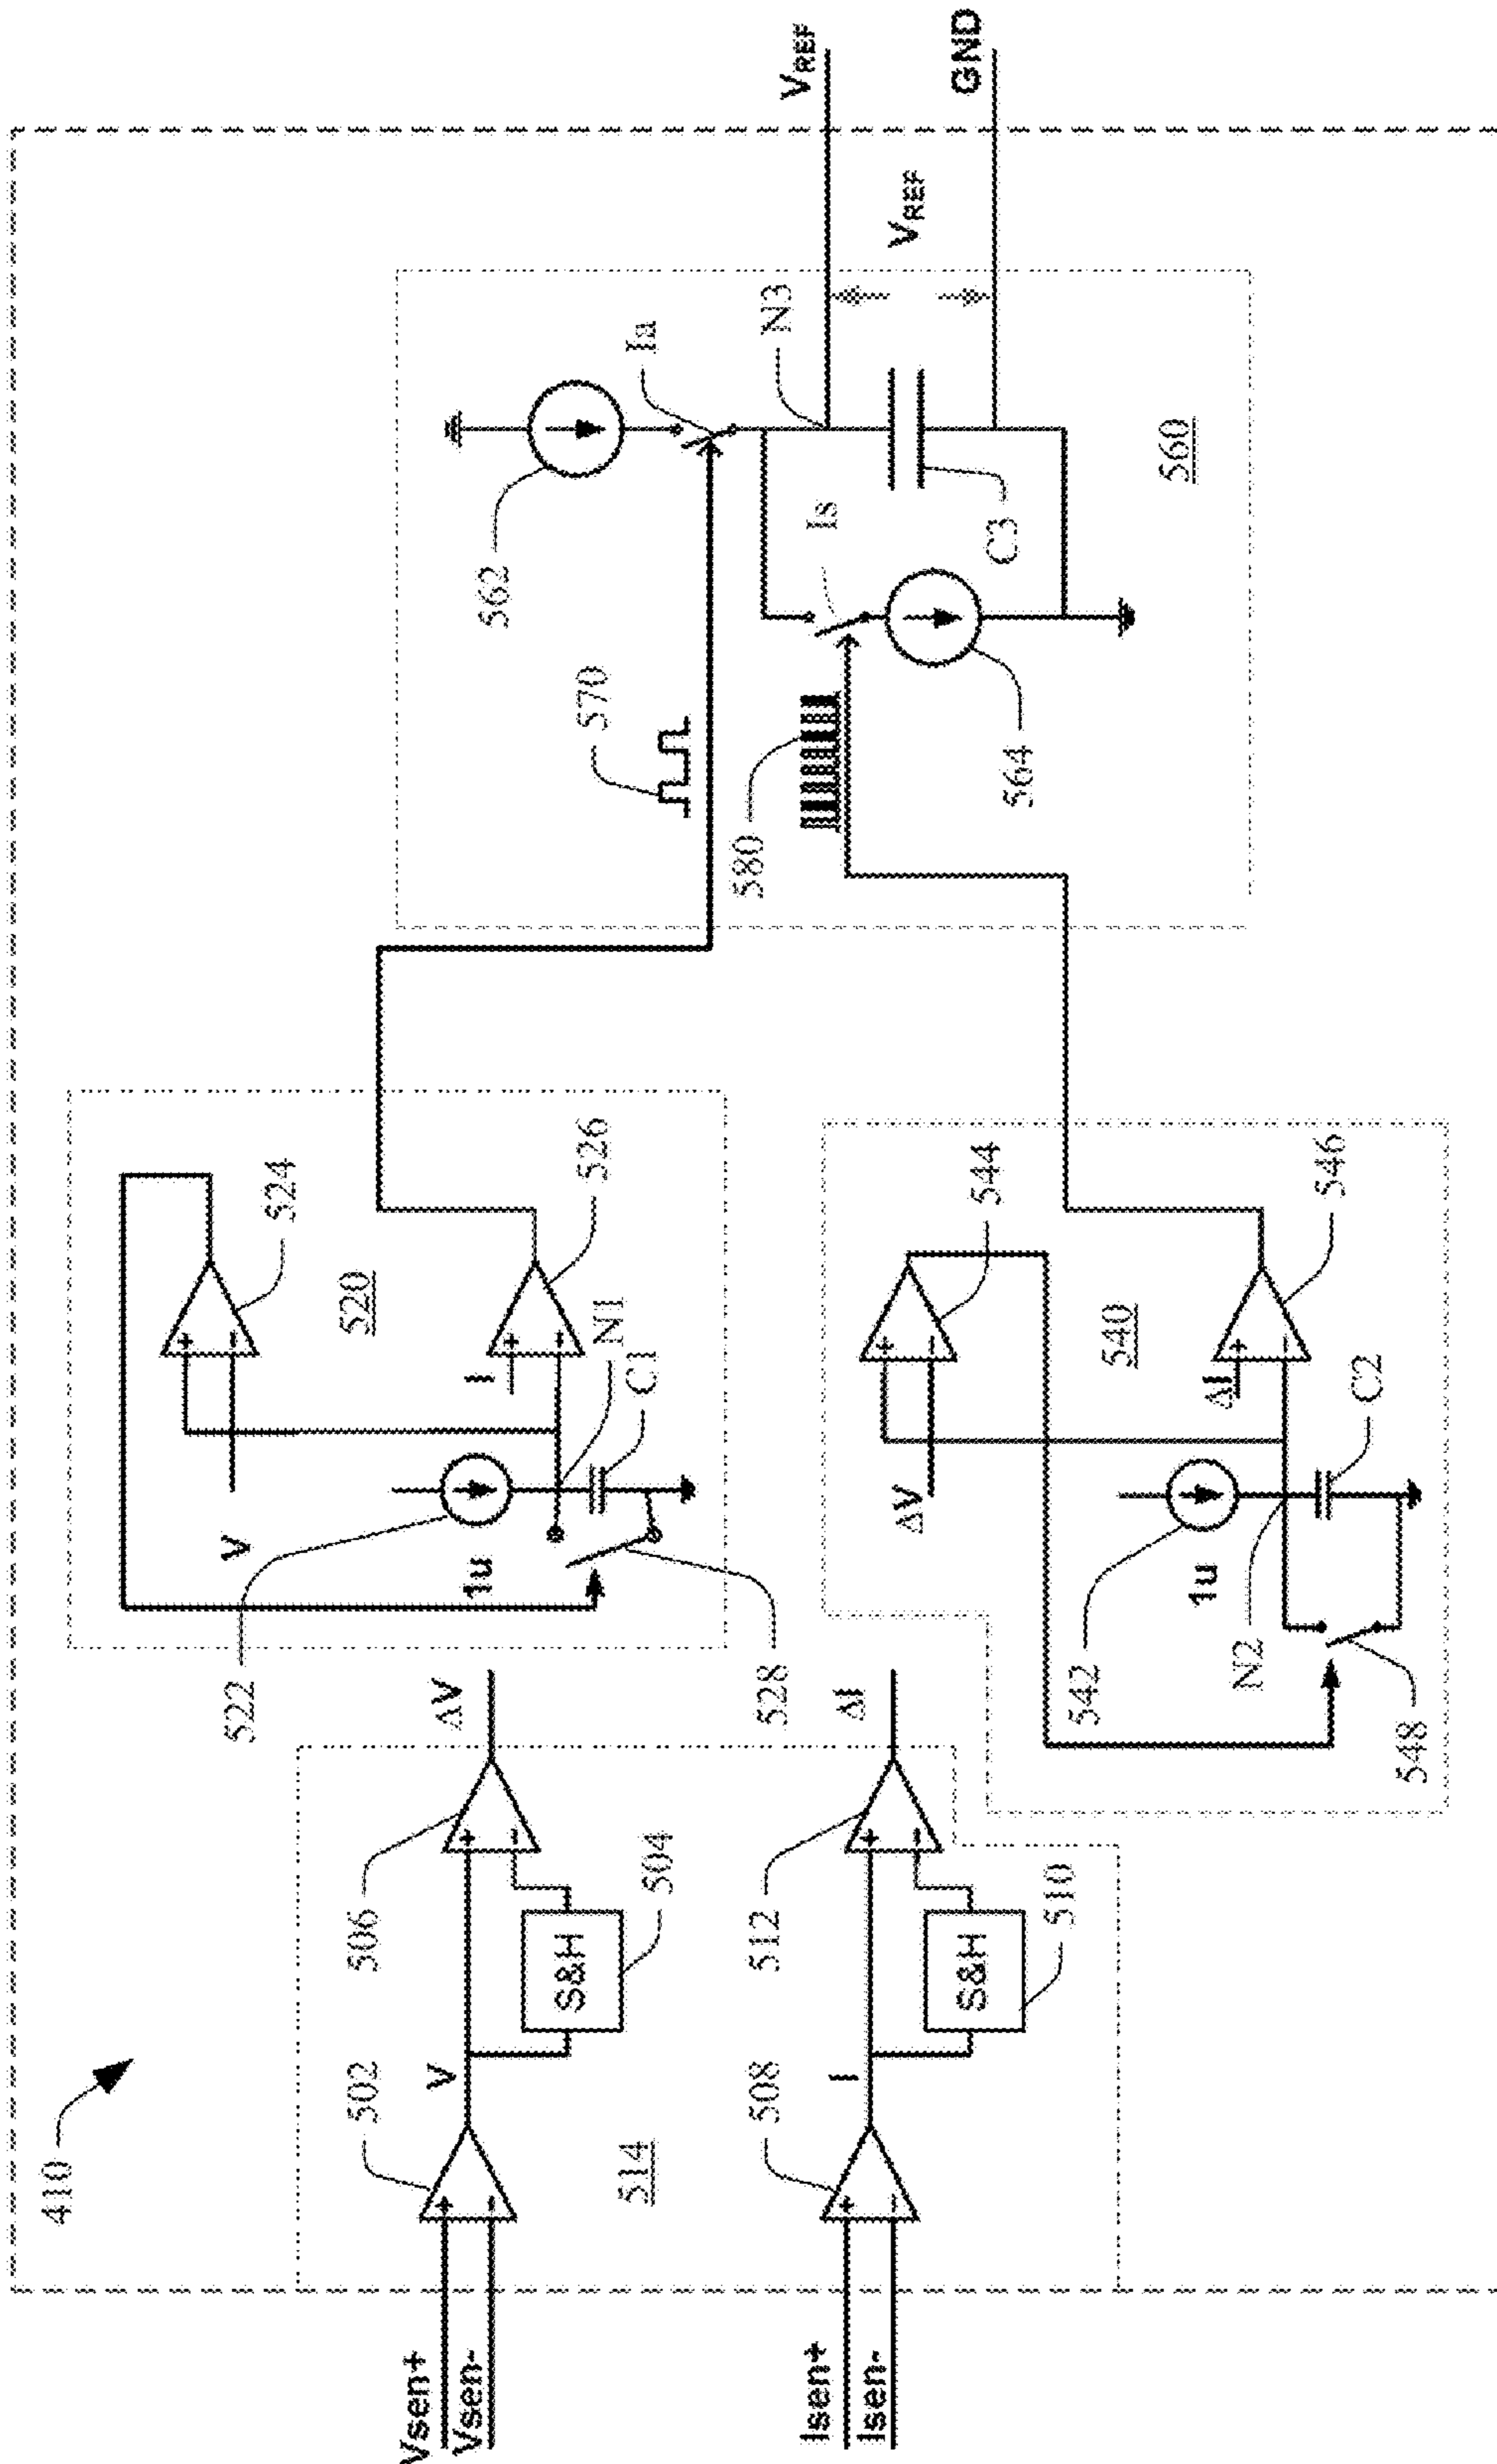 410
Vsen+
Vsen-
502
V
506
ΔV
S&H
504
514
Isen+
Isen-
508
I
512
ΔI
S&H
510
522
V
1u
528
524
520
I
526
N1
C1
ΔV
544
540
542
1u
N2
548
ΔI
546
C2
570
580
562
Ia
Is
564
N3
C3
560
VREF
VREF
GND